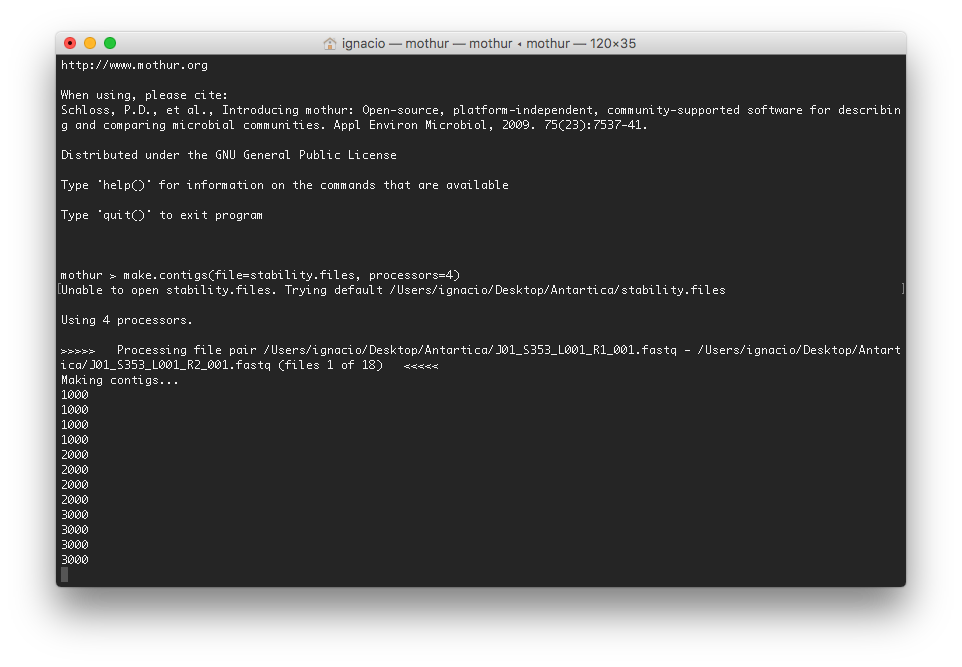 ignacio — mothur — mothur ◂ mothur — 120×35
http://www.mothur.org
When using, please cite:
Schloss, P.D., et al., Introducing mothur: Open-source, platform-independent, community-supported software for describin
g and comparing microbial communities. Appl Environ Microbiol, 2009. 75(23):7537-41.
Distributed under the GNU General Public License
Type 'help()' for information on the commands that are available
Type 'quit()' to exit program
mothur > make.contigs(file=stability.files, processors=4)
[Unable to open stability.files. Trying default /Users/ignacio/Desktop/Antartica/stability.files ]
Using 4 processors.
>>>>> Processing file pair /Users/ignacio/Desktop/Antartica/J01_S353_L001_R1_001.fastq - /Users/ignacio/Desktop/Antart
ica/J01_S353_L001_R2_001.fastq (files 1 of 18) <<<<<
Making contigs...
1000
1000
1000
1000
2000
2000
2000
2000
3000
3000
3000
3000